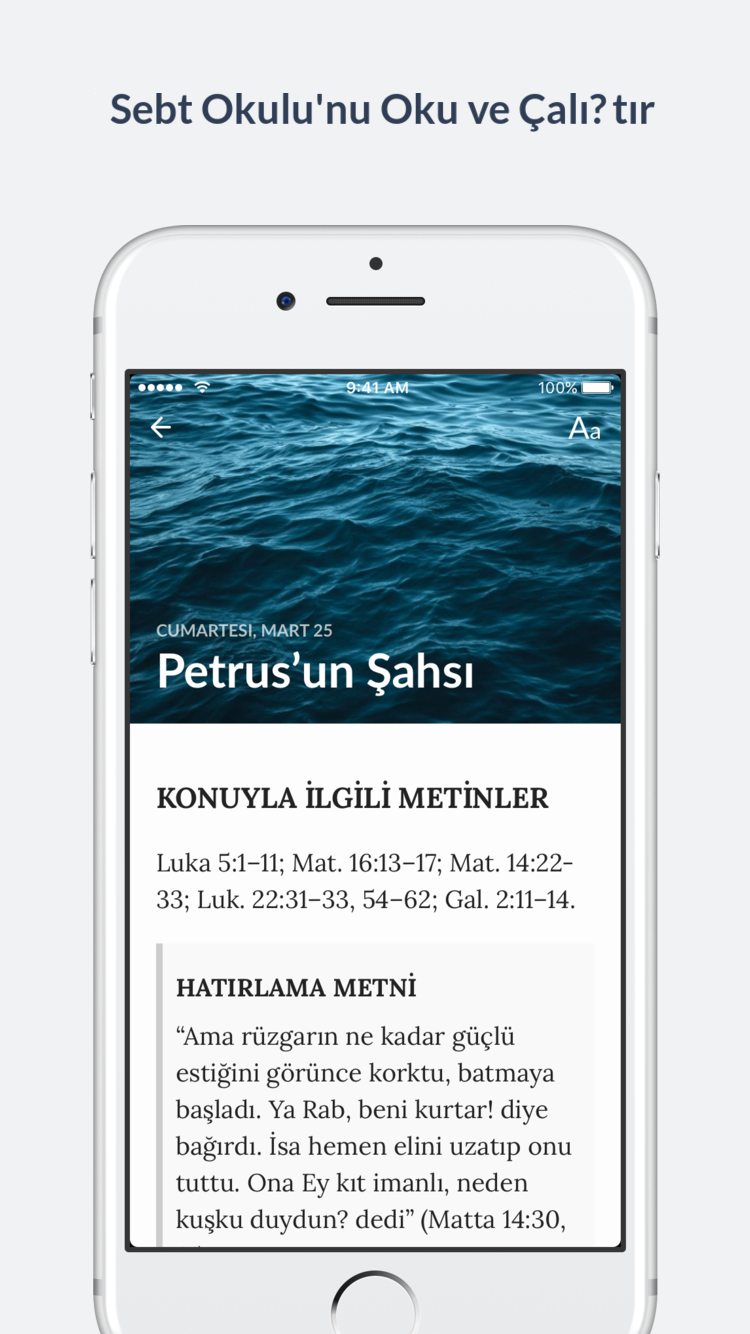 Sebt Okulu'nu Oku ve Çalı?tır
9:41 AM
100%
Aa
CUMARTESI, MART 25
Petrus’un Şahsı
KONUYLA İLGİLİ METİNLER
Luka 5:1–11; Mat. 16:13–17; Mat. 14:22-
33; Luk. 22:31–33, 54–62; Gal. 2:11–14.
HATIRLAMA METNİ
“Ama rüzgarın ne kadar güçlü
estiğini görünce korktu, batmaya
başladı. Ya Rab, beni kurtar! diye
bağırdı. İsa hemen elini uzatıp onu
tuttu. Ona Ey kıt imanlı, neden
kuşku duydun? dedi” (Matta 14:30,